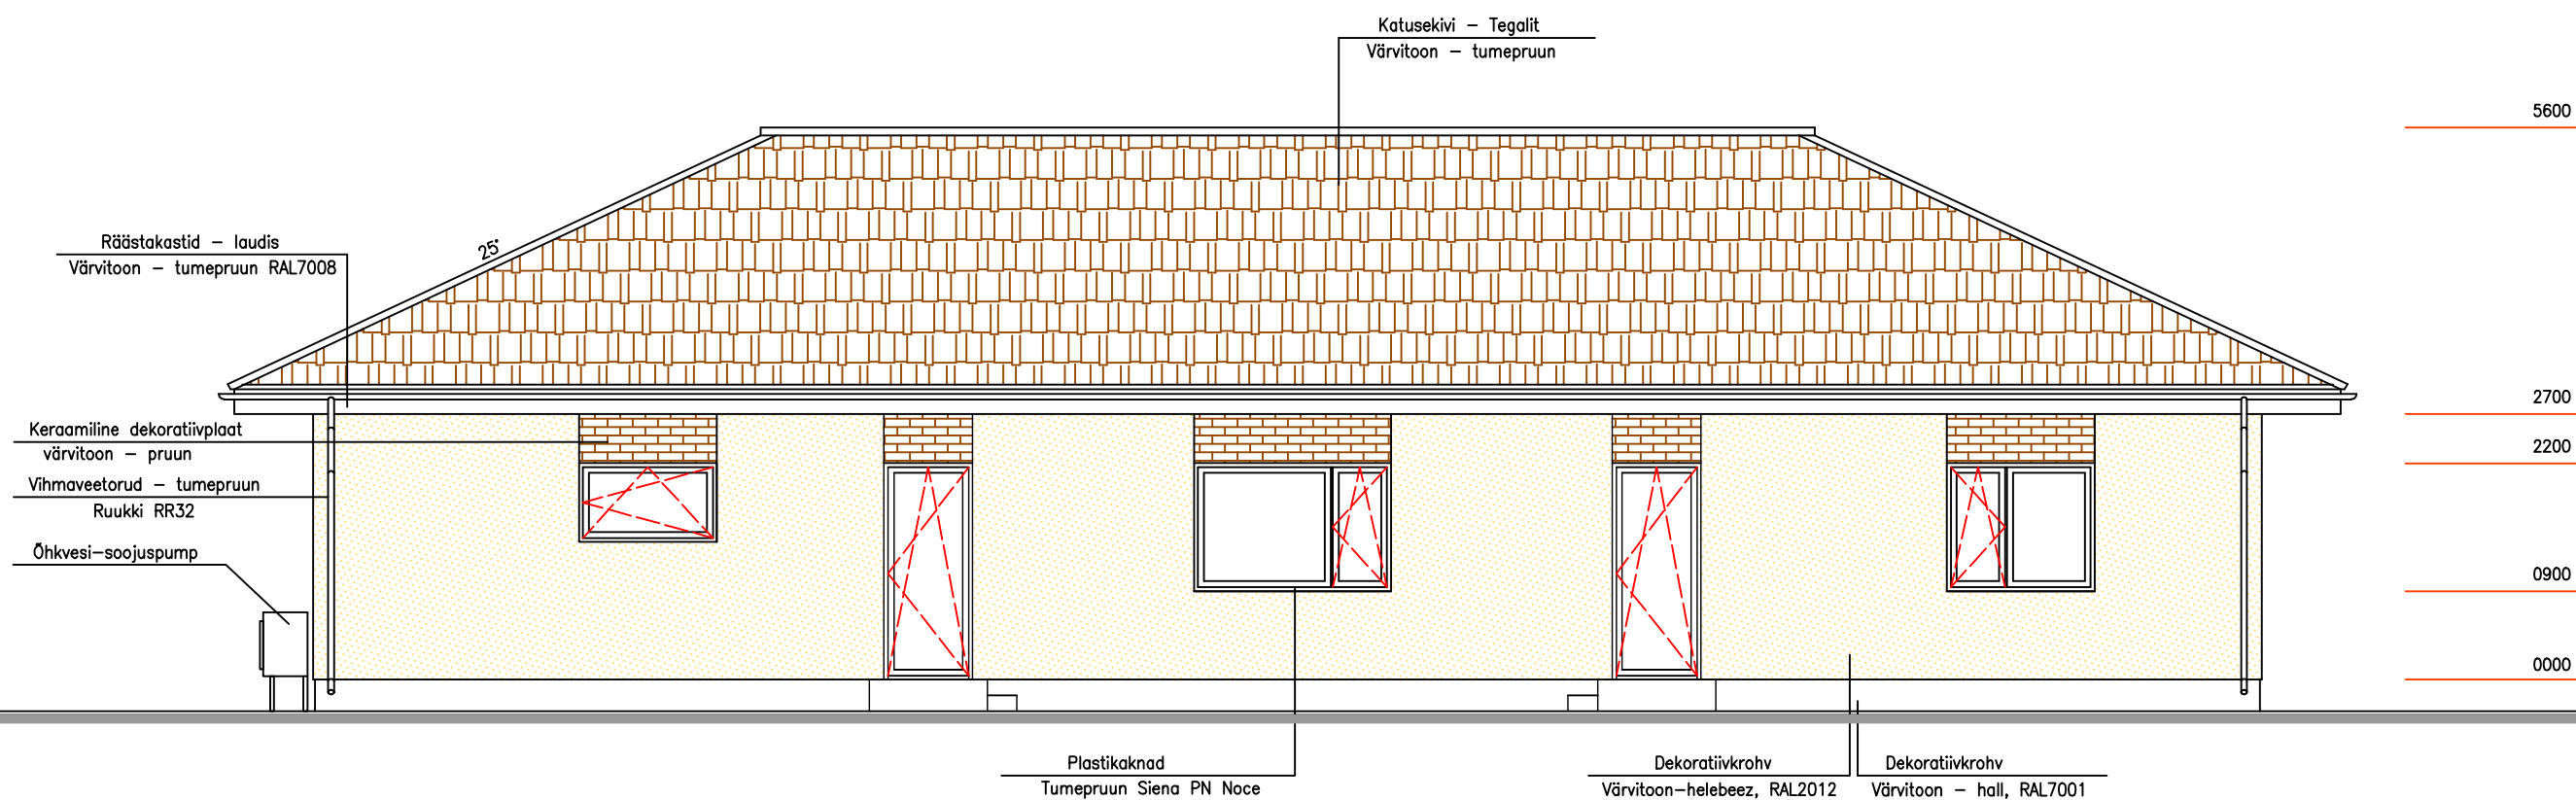 Katusekivi – Tegalit
Värvitoon – tumepruun
5600
25°
Räästakastid – laudis
Värvitoon – tumepruun RAL7008
2700
Keraamiline dekoratiivplaat
värvitoon – pruun
2200
Vihmaveetorud – tumepruun
Ruukki RR32
Õhkvesi–soojuspump
0900
0000
Plastikaknad
Tumepruun Siena PN Noce
Dekoratiivkrohv
Värvitoon–helebeez, RAL2012
Dekoratiivkrohv
Värvitoon – hall, RAL7001